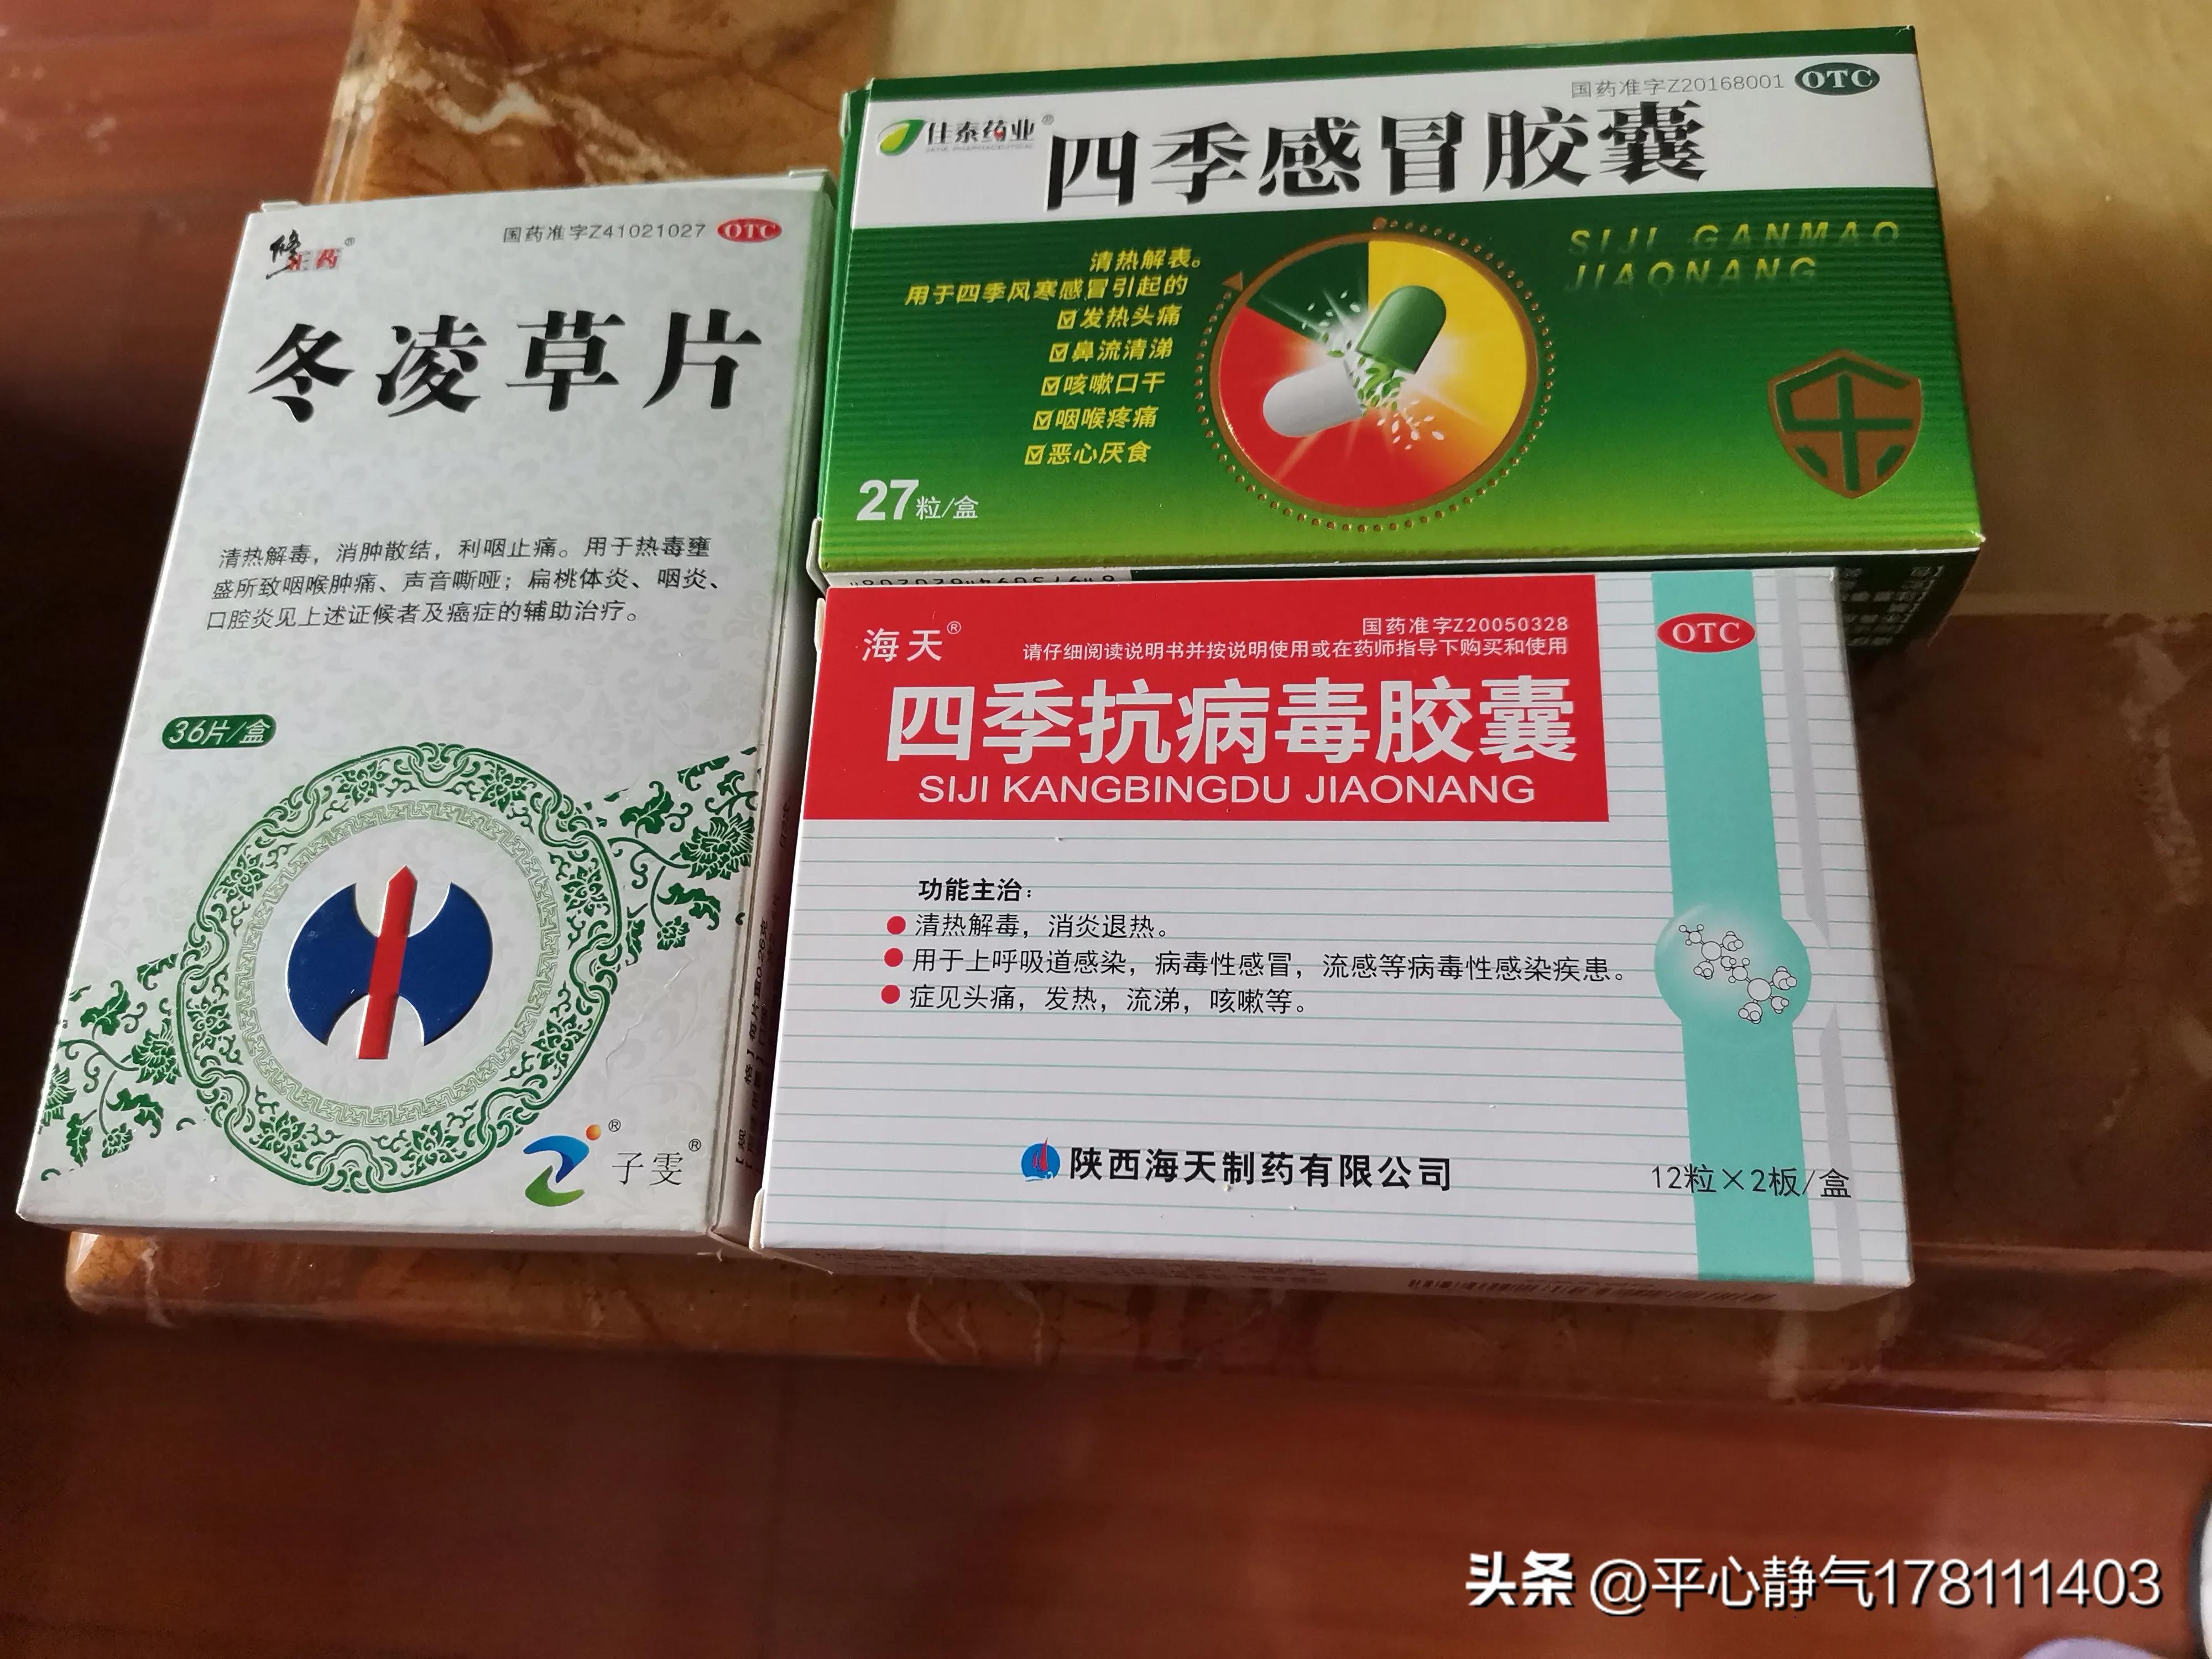 修正药®
国药准字Z41021027 OTC
冬凌草片
清热解毒，消肿散结，利咽止痛。用于热毒壅
盛所致咽喉肿痛、声音嘶哑；扁桃体炎、咽炎、
口腔炎见上述证候者及癌症的辅助治疗。
36片/盒
® 子雯®
国药准字Z20168001 OTC
佳泰药业®
四季感冒胶囊
SIJI GANMAO
JIAONANG
清热解表。
用于四季风寒感冒引起的
☑发热头痛
☑鼻流清涕
☑咳嗽口干
☑咽喉疼痛
☑恶心厌食
27粒/盒
海天®
国药准字Z20050328
请仔细阅读说明书并按说明使用或在药师指导下购买和使用
OTC
四季抗病毒胶囊
SIJI KANGBINGDU JIAONANG
功能主治：
●清热解毒，消炎退热。
●用于上呼吸道感染，病毒性感冒，流感等病毒性感染疾患。
●症见头痛，发热，流涕，咳嗽等。
陕西海天制药有限公司
12粒×2板/盒
头条 @平心静气178111403